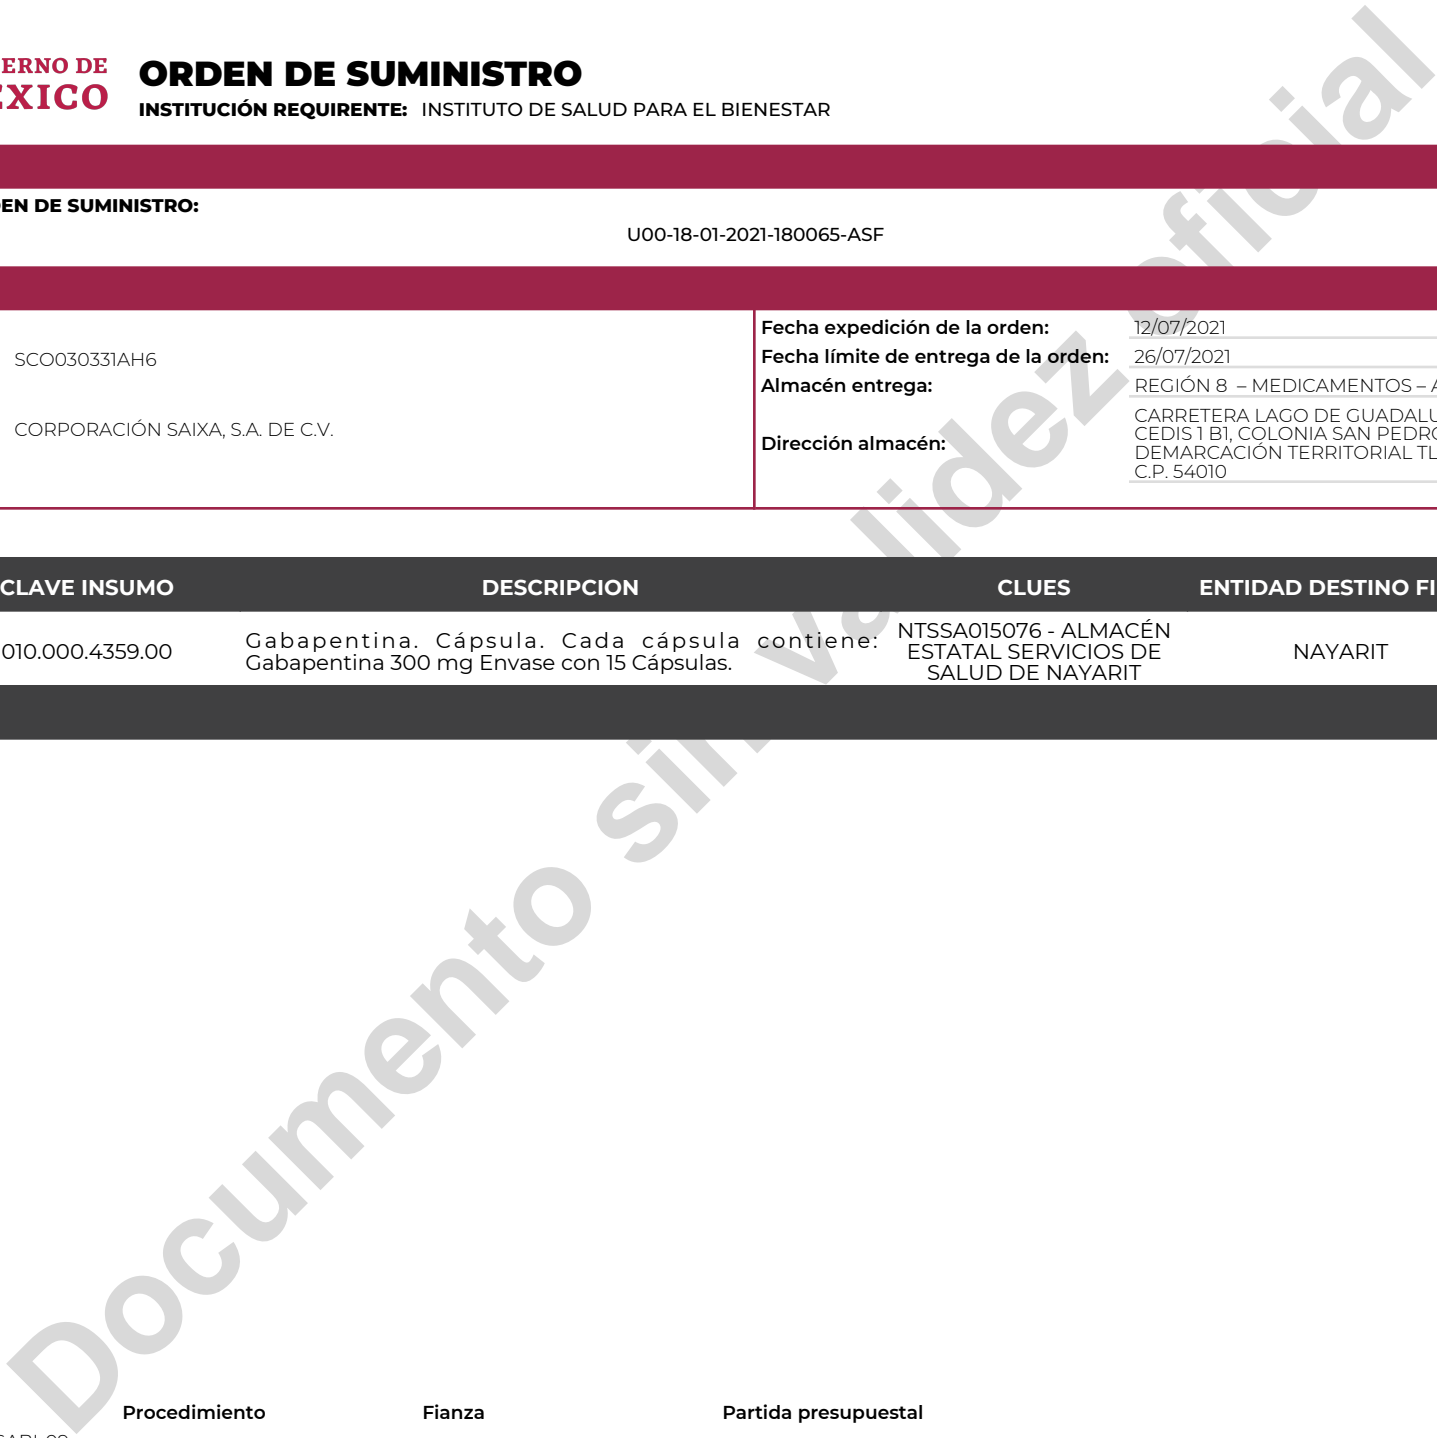 ERNO DE
EXICO
ORDEN DE SUMINISTRO
INSTITUCIÓN REQUIRENTE: INSTITUTO DE SALUD PARA EL BIENESTAR
EN DE SUMINISTRO:
U00-18-01-2021-180065-ASF
SCO030331AH6
CORPORACIÓN SAIXA, S.A. DE C.V.
Fecha expedición de la orden: 12/07/2021
Fecha límite de entrega de la orden: 26/07/2021
Almacén entrega: REGIÓN 8 – MEDICAMENTOS – A
Dirección almacén:
CARRETERA LAGO DE GUADALU
CEDIS 1 B1, COLONIA SAN PEDRO
DEMARCACIÓN TERRITORIAL TL
C.P. 54010
CLAVE INSUMO DESCRIPCION CLUES ENTIDAD DESTINO FI
010.000.4359.00
Gabapentina. Cápsula. Cada cápsula contiene:
Gabapentina 300 mg Envase con 15 Cápsulas.
NTSSA015076 - ALMACÉN
ESTATAL SERVICIOS DE
SALUD DE NAYARIT
NAYARIT
Documento sin validez oficial
Procedimiento Fianza Partida presupuestal